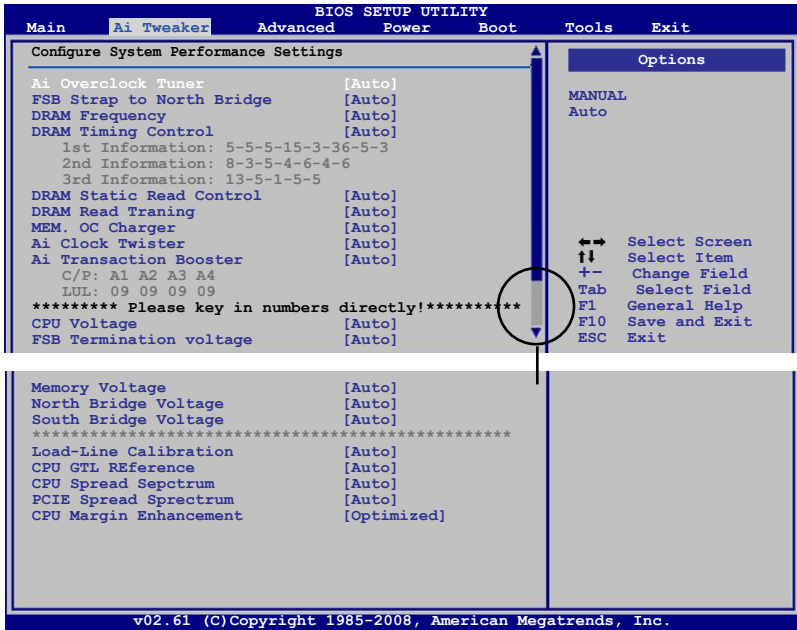 BIOS SETUP UTILITY
Main Ai Tweaker Advanced Power Boot Tools Exit
Configure System Performance Settings
Ai Overclock Tuner [Auto]
FSB Strap to North Bridge [Auto]
DRAM Frequency [Auto]
DRAM Timing Control [Auto]
1st Information: 5-5-5-15-3-36-5-3
2nd Information: 8-3-5-4-6-4-6
3rd Information: 13-5-1-5-5
DRAM Static Read Control [Auto]
DRAM Read Traning [Auto]
MEM. OC Charger [Auto]
Ai Clock Twister [Auto]
Ai Transaction Booster [Auto]
C/P: A1 A2 A3 A4
LUL: 09 09 09 09
********* Please key in numbers directly!**********
CPU Voltage [Auto]
FSB Termination voltage [Auto]
Memory Voltage [Auto]
North Bridge Voltage [Auto]
South Bridge Voltage [Auto]
**************************************************
Load-Line Calibration [Auto]
CPU GTL REference [Auto]
CPU Spread Sepctrum [Auto]
PCIE Spread Sprectrum [Auto]
CPU Margin Enhancement [Optimized]
Options
MANUAL
Auto
←→ Select Screen
↑↓ Select Item
+- Change Field
Tab Select Field
F1 General Help
F10 Save and Exit
ESC Exit
v02.61 (C)Copyright 1985-2008, American Megatrends, Inc.